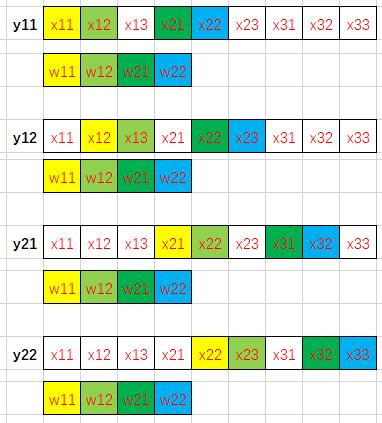 y11 x11 x12 x13 x21 x22 x23 x31 x32 x33
w11 w12 w21 w22
y12 x11 x12 x13 x21 x22 x23 x31 x32 x33
w11 w12 w21 w22
y21 x11 x12 x13 x21 x22 x23 x31 x32 x33
w11 w12 w21 w22
y22 x11 x12 x13 x21 x22 x23 x31 x32 x33
w11 w12 w21 w22